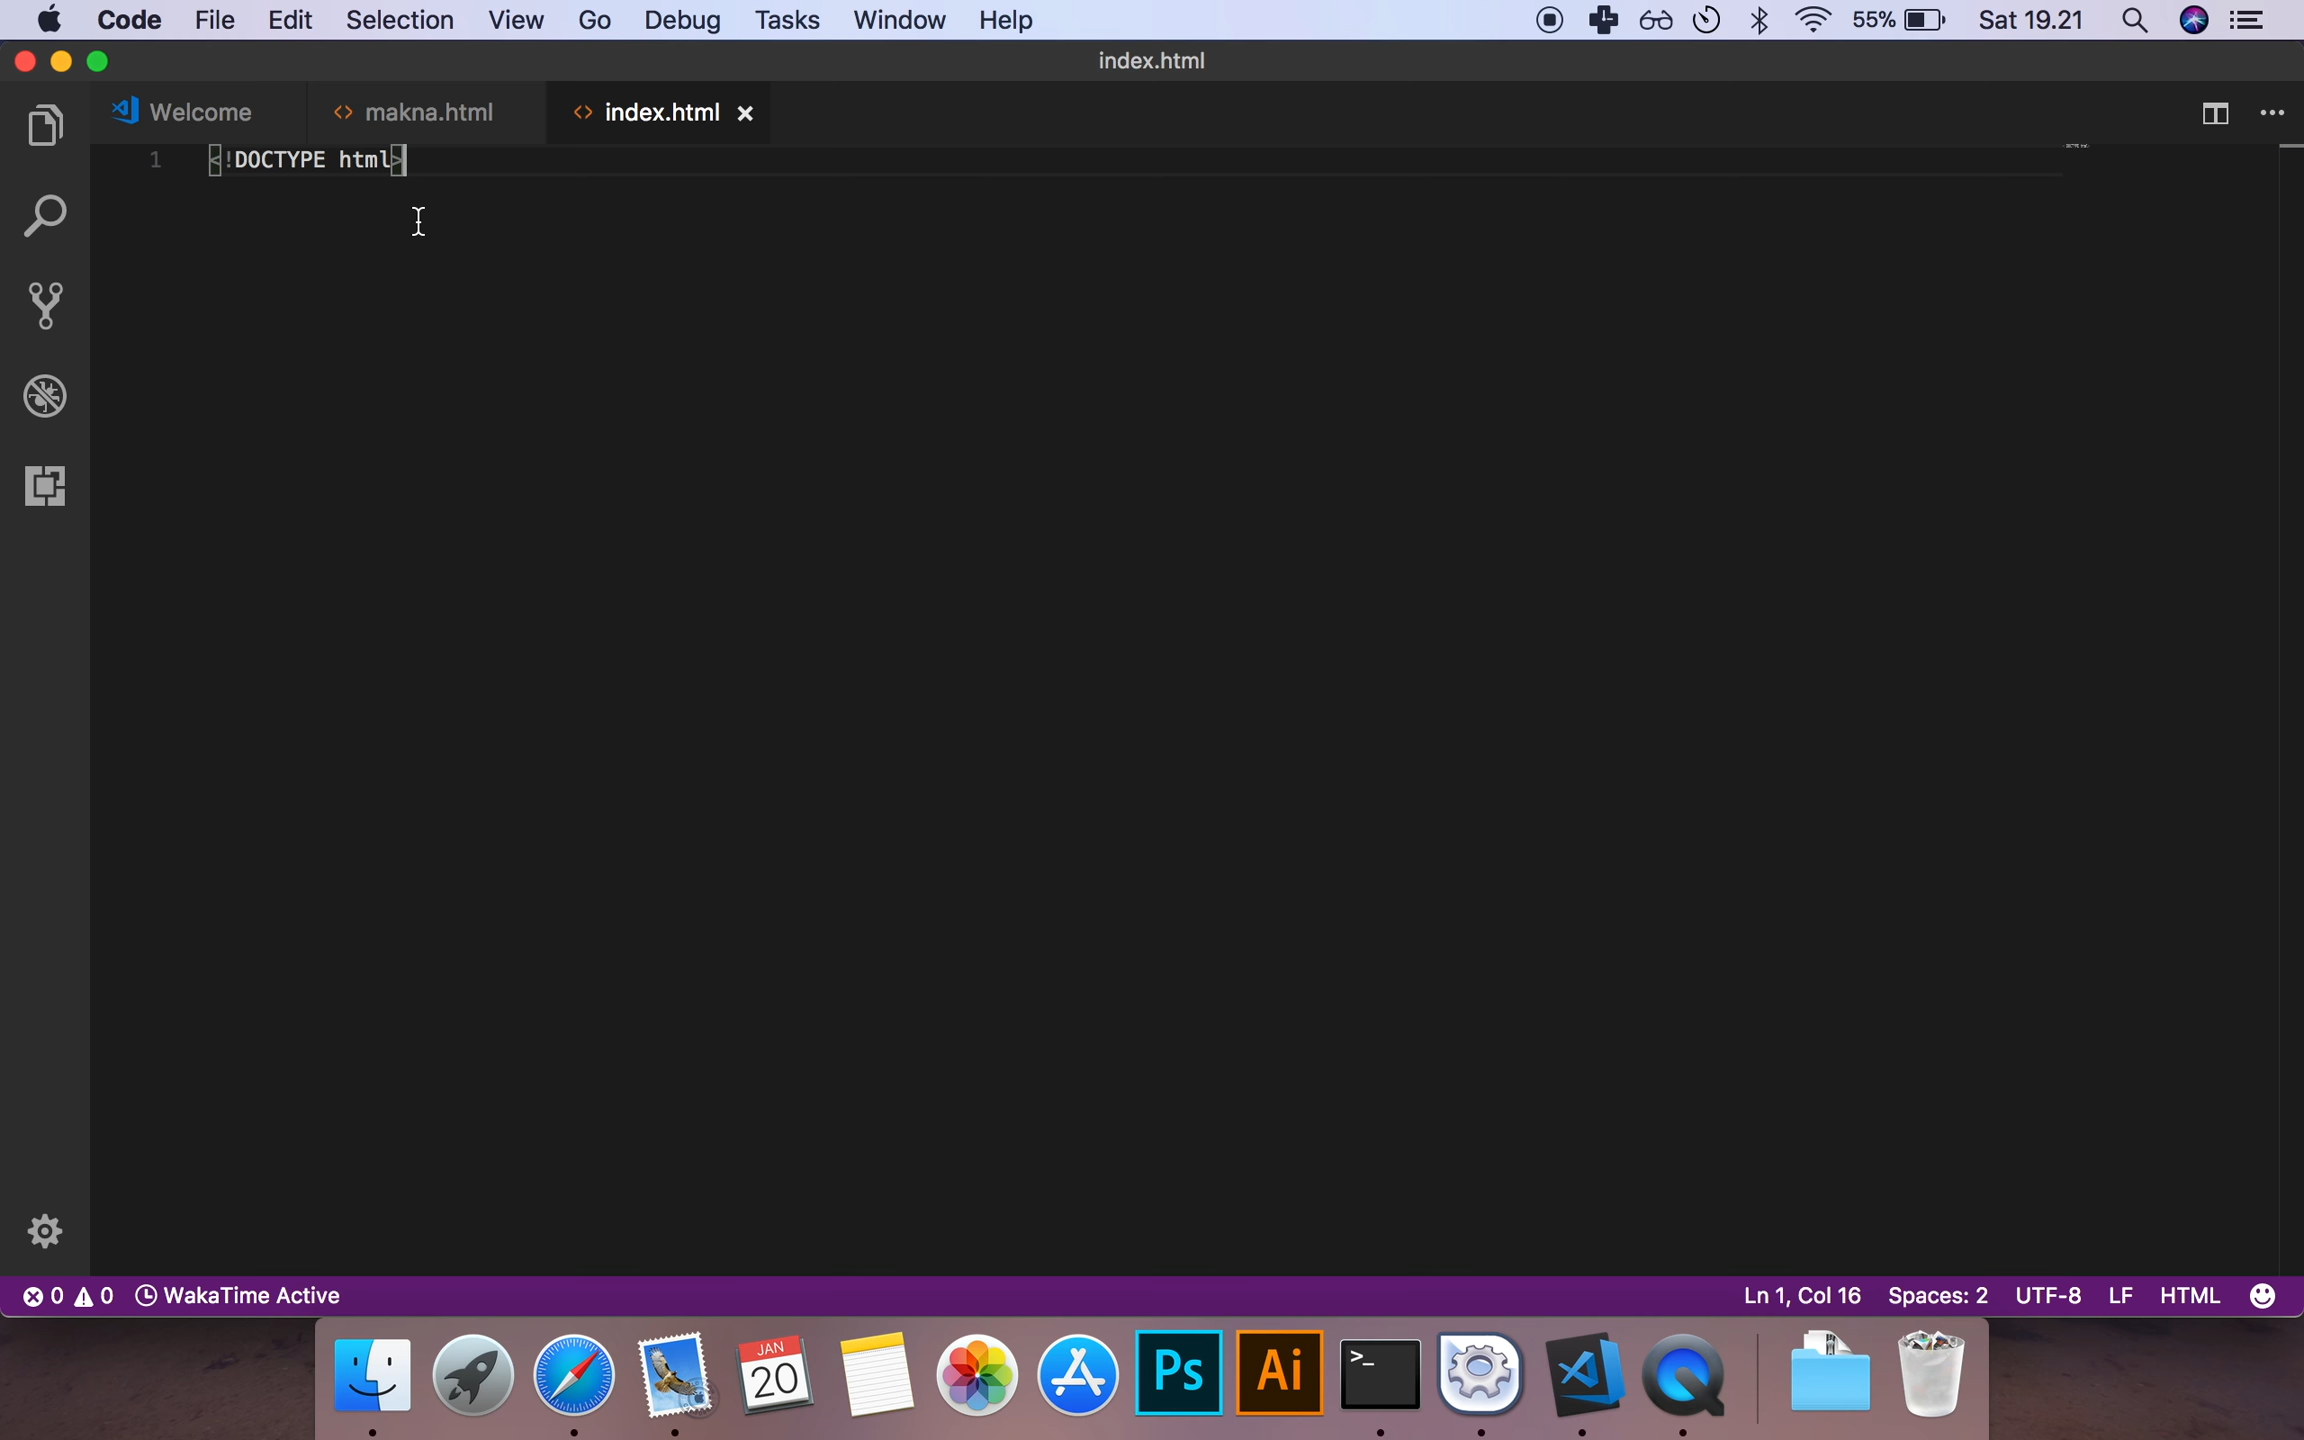 Code File Edit Selection View Go Debug Tasks Window Help 55% Sat 19.21
index.html
Welcome makna.html index.html
1 <!DOCTYPE html>
0 0 WakaTime Active Ln 1, Col 16 Spaces: 2 UTF-8 LF HTML
JAN
20
Ps
Ai
>_